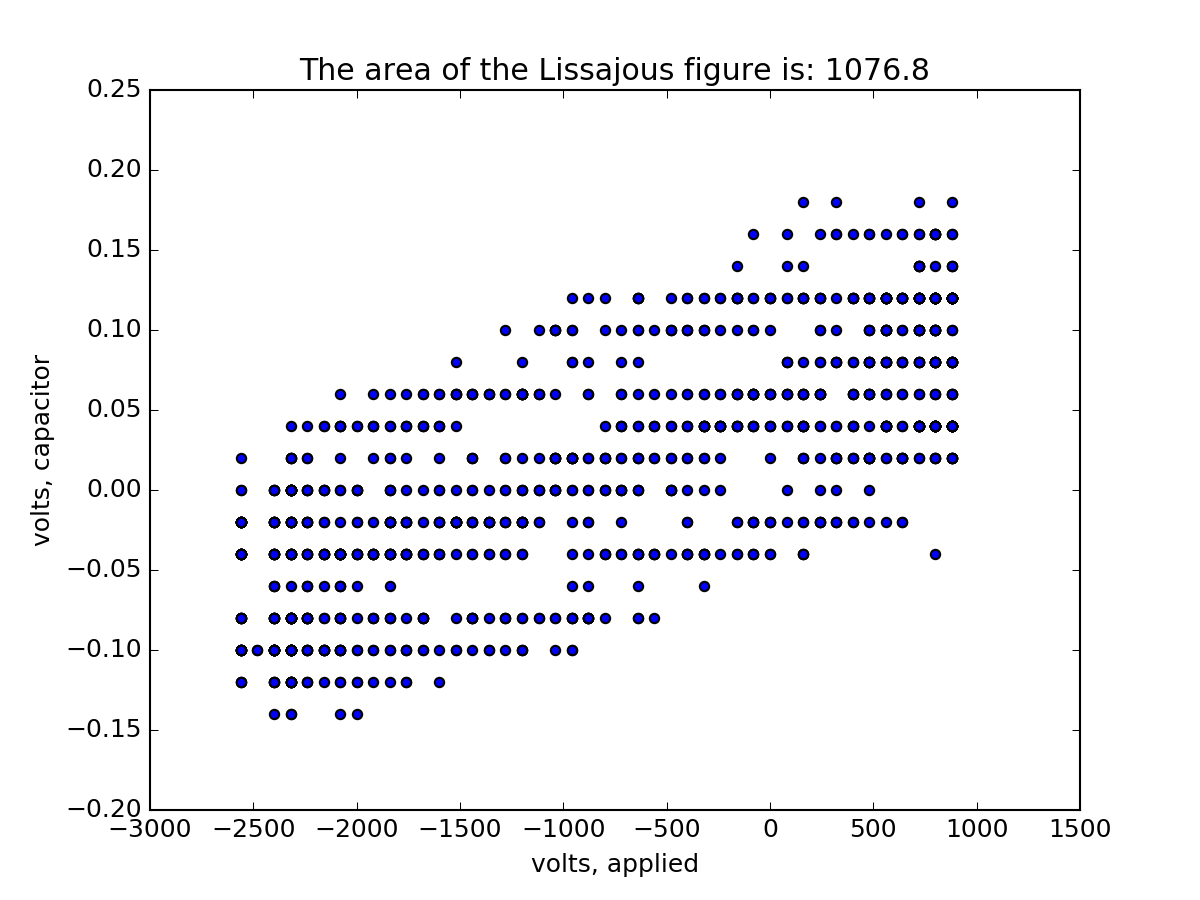 The area of the Lissajous figure is: 1076.8
0.25
0.20
0.15
0.10
0.05
0.00
−0.05
−0.10
−0.15
−0.20
volts, capacitor
−3000 −2500 −2000 −1500 −1000 −500 0 500 1000 1500
volts, applied